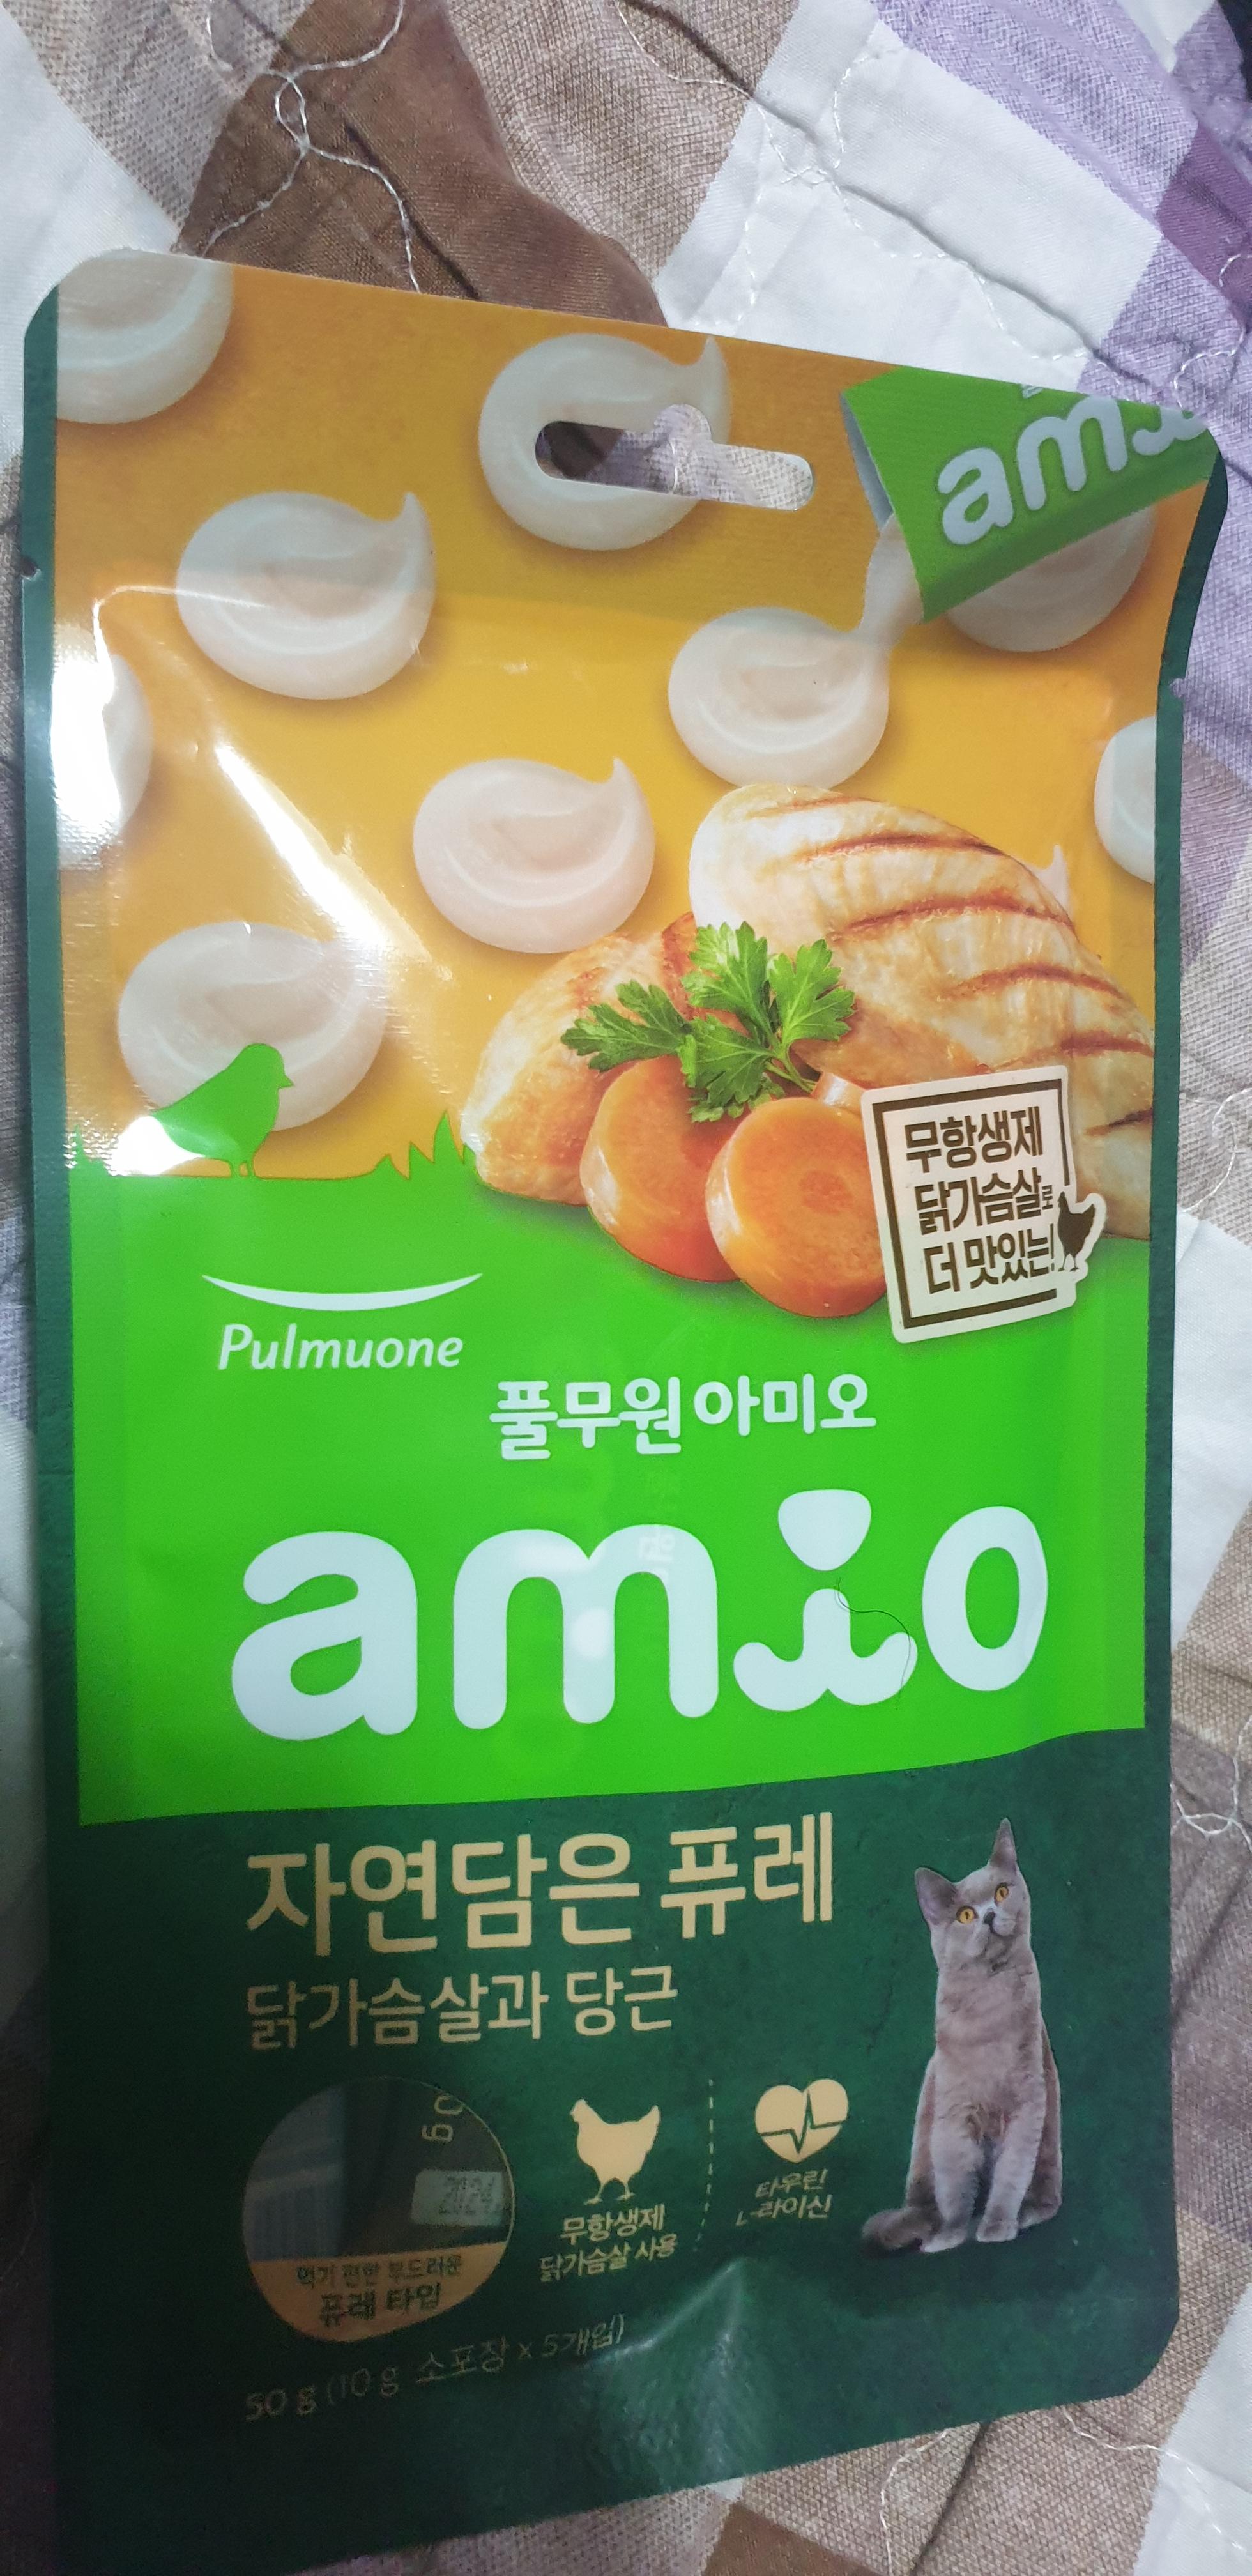 amio
무항생제
닭가슴살로
더 맛있는!
Pulmuone
풀무원 아미오
amio
자연담은 퓨레
닭가슴살과 당근
0g
2024
먹기 편한 부드러운
퓨레 타입
무항생제
닭가슴살 사용
타우린
L-라이신
50 g (10 g 소포장 x 5개입)